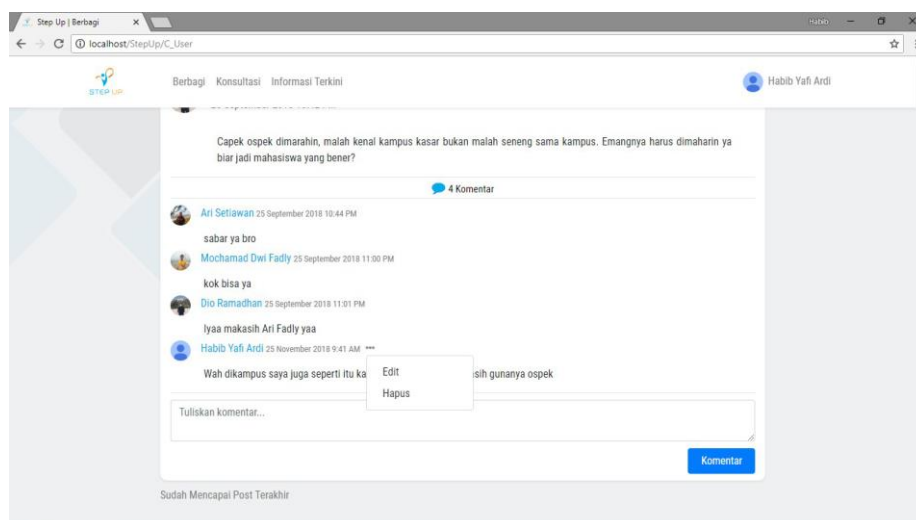 Step Up | Berbagi
Habib
localhost/StepUp/C_User
STEP UP
Berbagi Konsultasi Informasi Terkini
Habib Yafi Ardi
Capek ospek dimarahin, malah kenal kampus kasar bukan malah seneng sama kampus. Emangnya harus dimaharin ya
biar jadi mahasiswa yang bener?
4 Komentar
Ari Setiawan 25 September 2018 10:44 PM
sabar ya bro
Mochamad Dwi Fadly 25 September 2018 11:00 PM
kok bisa ya
Dio Ramadhan 25 September 2018 11:01 PM
Iyaa makasih Ari Fadly yaa
Habib Yafi Ardi 25 November 2018 9:41 AM •••
Wah dikampus saya juga seperti itu ka sih gunanya ospek
Edit
Hapus
Tuliskan komentar...
Komentar
Sudah Mencapai Post Terakhir